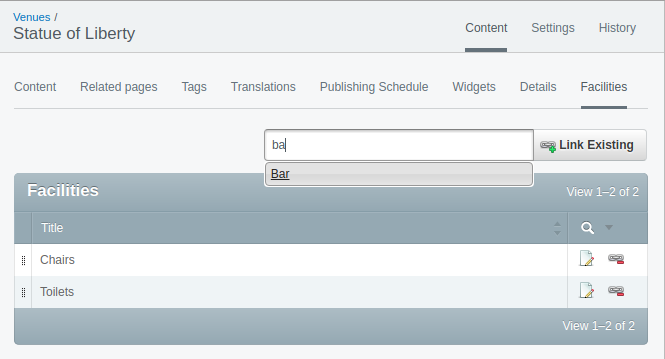 Venues /
Statue of Liberty
Content Settings History
Content Related pages Tags Translations Publishing Schedule Widgets Details Facilities
ba Link Existing
Bar
Facilities View 1–2 of 2
Title
Chairs
Toilets
View 1–2 of 2